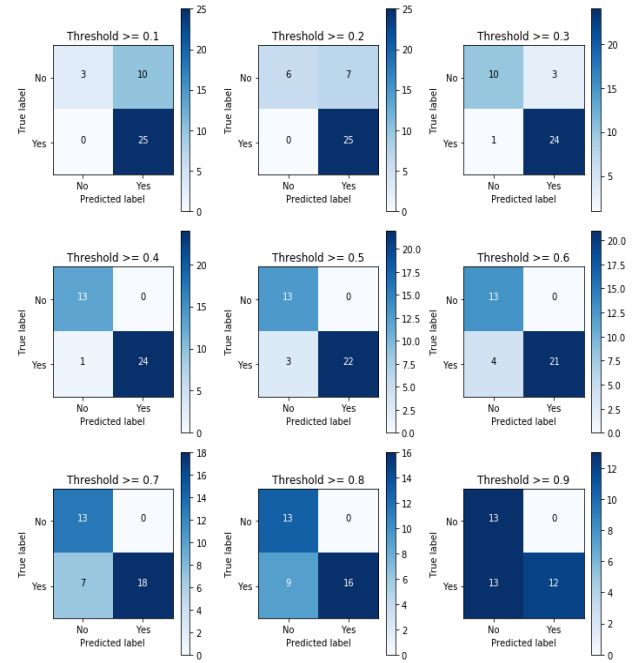 Threshold >= 0.1
No
Yes
True label
3 10
0 25
No Yes
Predicted label
25
20
15
10
5
0
Threshold >= 0.2
No
Yes
True label
6 7
0 25
No Yes
Predicted label
25
20
15
10
5
0
Threshold >= 0.3
No
Yes
True label
10 3
1 24
No Yes
Predicted label
20
15
10
5
Threshold >= 0.4
No
Yes
True label
13 0
1 24
No Yes
Predicted label
20
15
10
5
0
Threshold >= 0.5
No
Yes
True label
13 0
3 22
No Yes
Predicted label
20.0
17.5
15.0
12.5
10.0
7.5
5.0
2.5
0.0
Threshold >= 0.6
No
Yes
True label
13 0
4 21
No Yes
Predicted label
20.0
17.5
15.0
12.5
10.0
7.5
5.0
2.5
0.0
Threshold >= 0.7
No
Yes
True label
13 0
7 18
No Yes
Predicted label
18
16
14
12
10
8
6
4
2
0
Threshold >= 0.8
No
Yes
True label
13 0
9 16
No Yes
Predicted label
16
14
12
10
8
6
4
2
0
Threshold >= 0.9
No
Yes
True label
13 0
13 12
No Yes
Predicted label
12
10
8
6
4
2
0